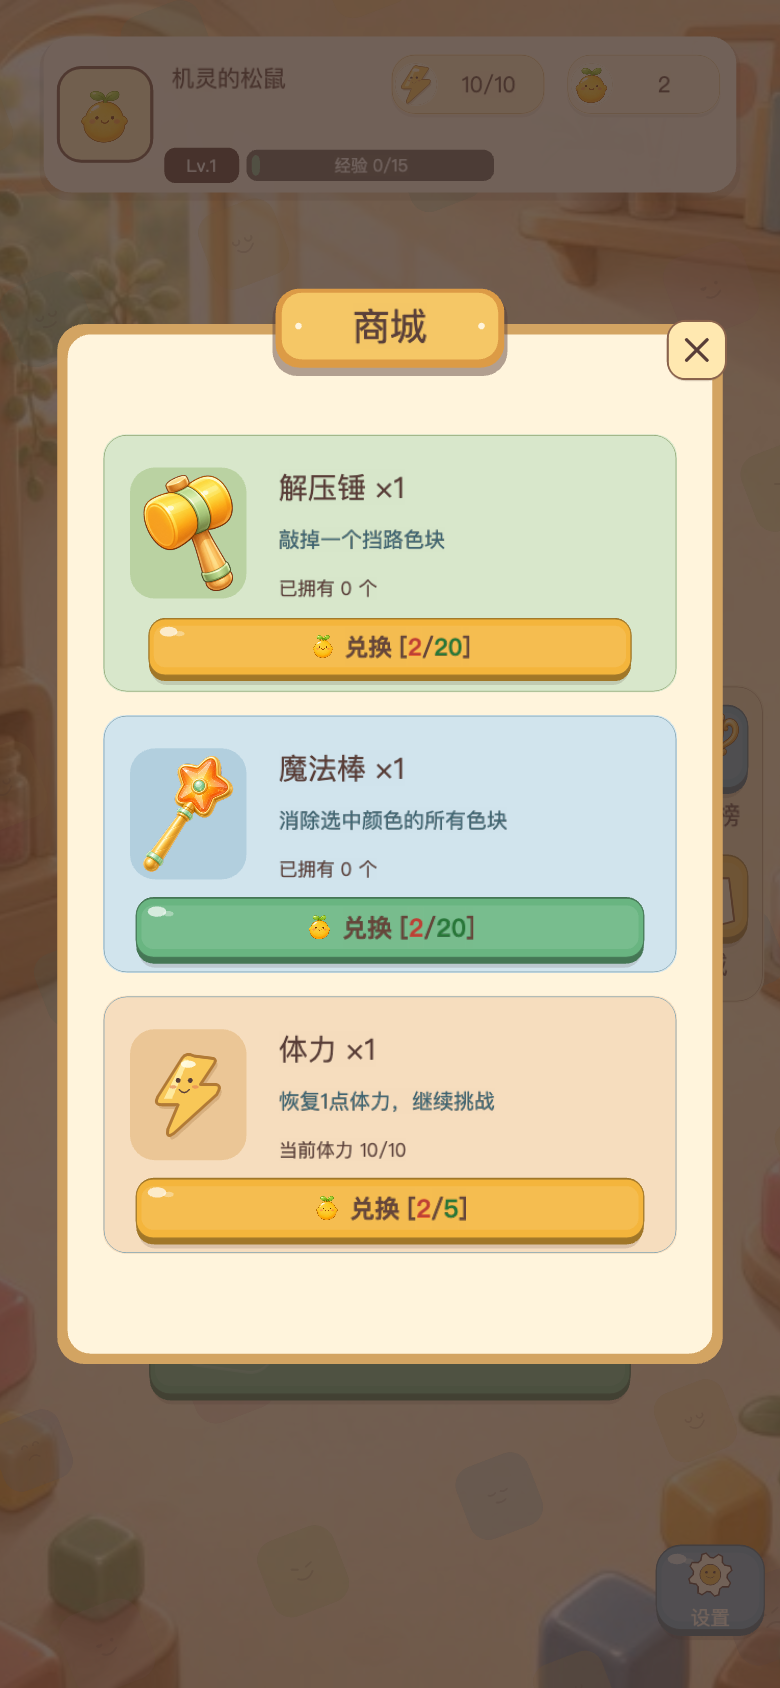 机灵的松鼠
10/10
2
Lv.1
经验 0/15
商城
解压锤 ×1
敲掉一个挡路色块
已拥有 0 个
兑换 [2/20]
魔法棒 ×1
消除选中颜色的所有色块
已拥有 0 个
兑换 [2/20]
体力 ×1
恢复1点体力，继续挑战
当前体力 10/10
兑换 [2/5]
榜
设置